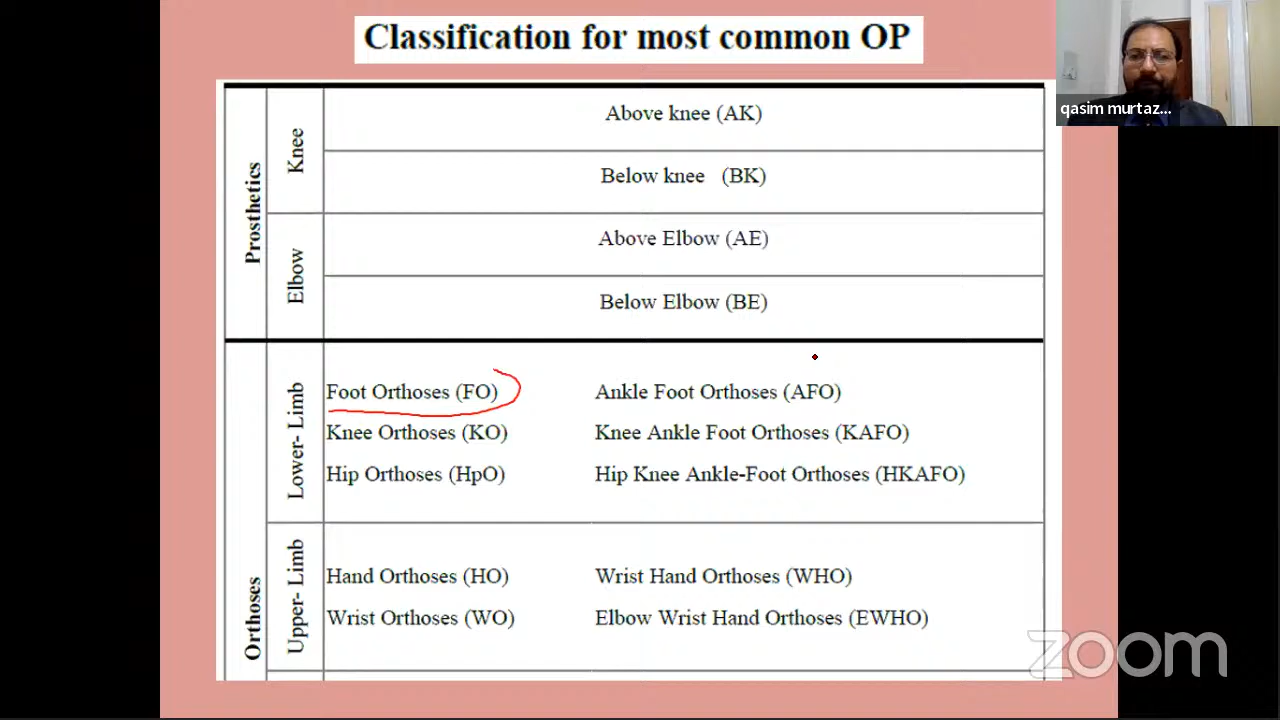 Classification for most common OP
qasim murtaz...
Prosthetics
Knee
Above knee (AK)
Below knee (BK)
Elbow
Above Elbow (AE)
Below Elbow (BE)
Orthoses
Lower- Limb
Foot Orthoses (FO) Ankle Foot Orthoses (AFO)
Knee Orthoses (KO) Knee Ankle Foot Orthoses (KAFO)
Hip Orthoses (HpO) Hip Knee Ankle-Foot Orthoses (HKAFO)
Upper- Limb
Hand Orthoses (HO) Wrist Hand Orthoses (WHO)
Wrist Orthoses (WO) Elbow Wrist Hand Orthoses (EWHO)
zoom